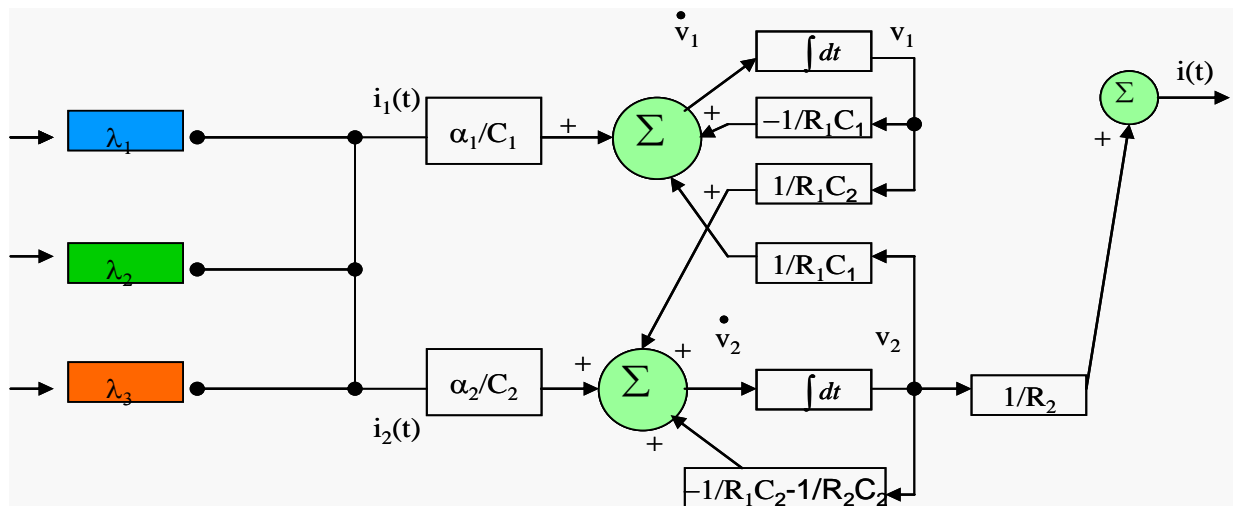 v̇₁
v₁
∫ dt
Σ
i(t)
i₁(t)
λ₁
α₁/C₁
+
Σ
+
−1/R₁C₁
+
+
1/R₁C₂
λ₂
1/R₁C₁
v̇₂
v₂
λ₃
α₂/C₂
+
Σ
+
∫ dt
1/R₂
i₂(t)
+
−1/R₁C₂-1/R₂C₂